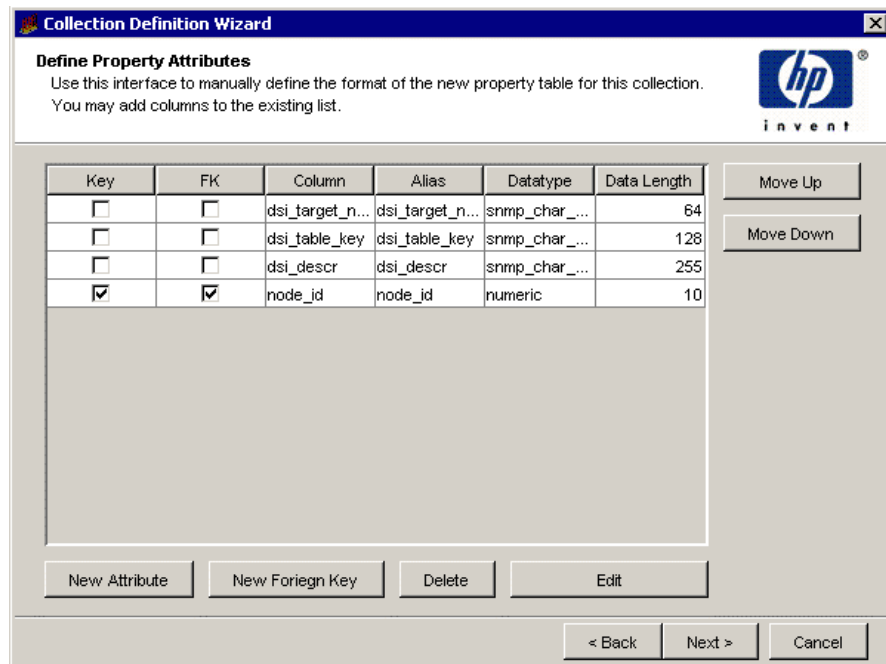 Collection Definition Wizard
Define Property Attributes
Use this interface to manually define the format of the new property table for this collection.
You may add columns to the existing list.
hp
®
invent
Key FK Column Alias Datatype Data Length
dsi_target_n... dsi_target_n... snmp_char_... 64
dsi_table_key dsi_table_key snmp_char_... 128
dsi_descr dsi_descr snmp_char_... 255
node_id node_id numeric 10
Move Up
Move Down
New Attribute New Foriegn Key Delete Edit
< Back Next > Cancel